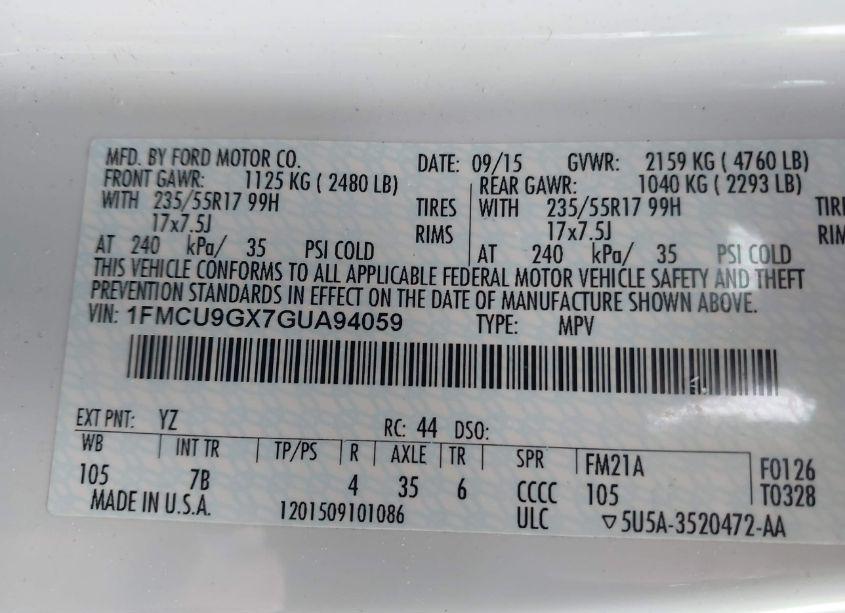 MFD. BY FORD MOTOR CO. DATE: 09/15 GVWR: 2159 KG ( 4760 LB)
FRONT GAWR: 1125 KG ( 2480 LB) REAR GAWR: 1040 KG ( 2293 LB)
WITH 235/55R17 99H TIRES WITH 235/55R17 99H TIRE
17x7.5J RIMS 17x7.5J RIM
AT 240 kPa/ 35 PSI COLD AT 240 kPa/ 35 PSI COLD
THIS VEHICLE CONFORMS TO ALL APPLICABLE FEDERAL MOTOR VEHICLE SAFETY AND THEFT
PREVENTION STANDARDS IN EFFECT ON THE DATE OF MANUFACTURE SHOWN ABOVE.
VIN: 1FMCU9GX7GUA94059 TYPE: MPV
EXT PNT: YZ RC: 44 DSO:
WB INT TR TP/PS R AXLE TR SPR FM21A F0126
105 7B 4 35 6 CCCC 105 T0328
MADE IN U.S.A. 1201509101086 ULC ▽5U5A-3520472-AA